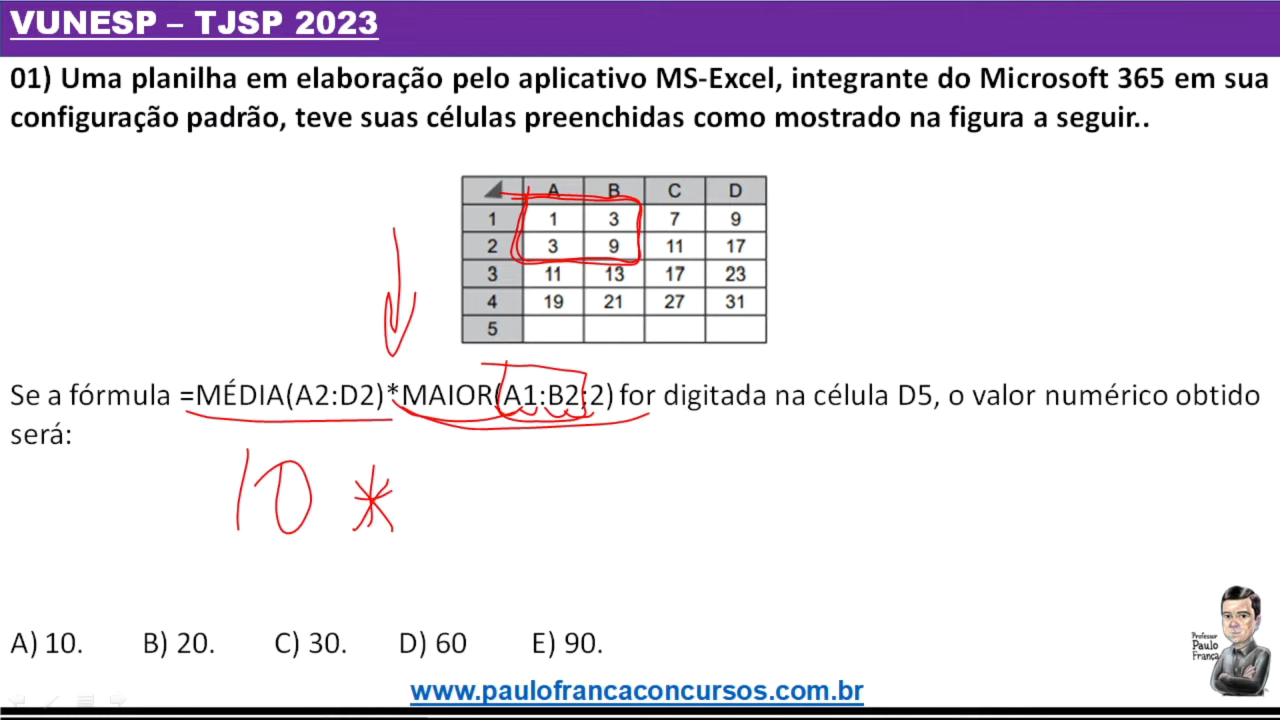 VUNESP – TJSP 2023
01) Uma planilha em elaboração pelo aplicativo MS-Excel, integrante do Microsoft 365 em sua
configuração padrão, teve suas células preenchidas como mostrado na figura a seguir..
A B C D
1 1 3 7 9
2 3 9 11 17
3 11 13 17 23
4 19 21 27 31
5
Se a fórmula =MÉDIA(A2:D2)*MAIOR(A1:B2;2) for digitada na célula D5, o valor numérico obtido
será:
10 *
A) 10. B) 20. C) 30. D) 60 E) 90.
Professor
Paulo
França
www.paulofrancaconcursos.com.br